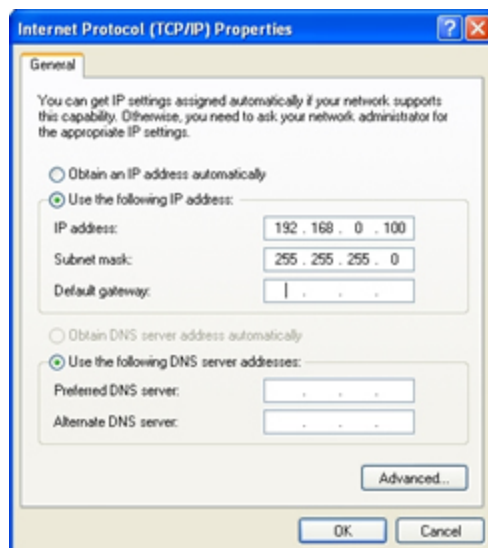 Internet Protocol (TCP/IP) Properties
General
You can get IP settings assigned automatically if your network supports
this capability. Otherwise, you need to ask your network administrator for
the appropriate IP settings.
Obtain an IP address automatically
Use the following IP address:
IP address: 192 . 168 . 0 . 100
Subnet mask: 255 . 255 . 255 . 0
Default gateway: . . .
Obtain DNS server address automatically
Use the following DNS server addresses:
Preferred DNS server: . . .
Alternate DNS server: . . .
Advanced...
OK Cancel